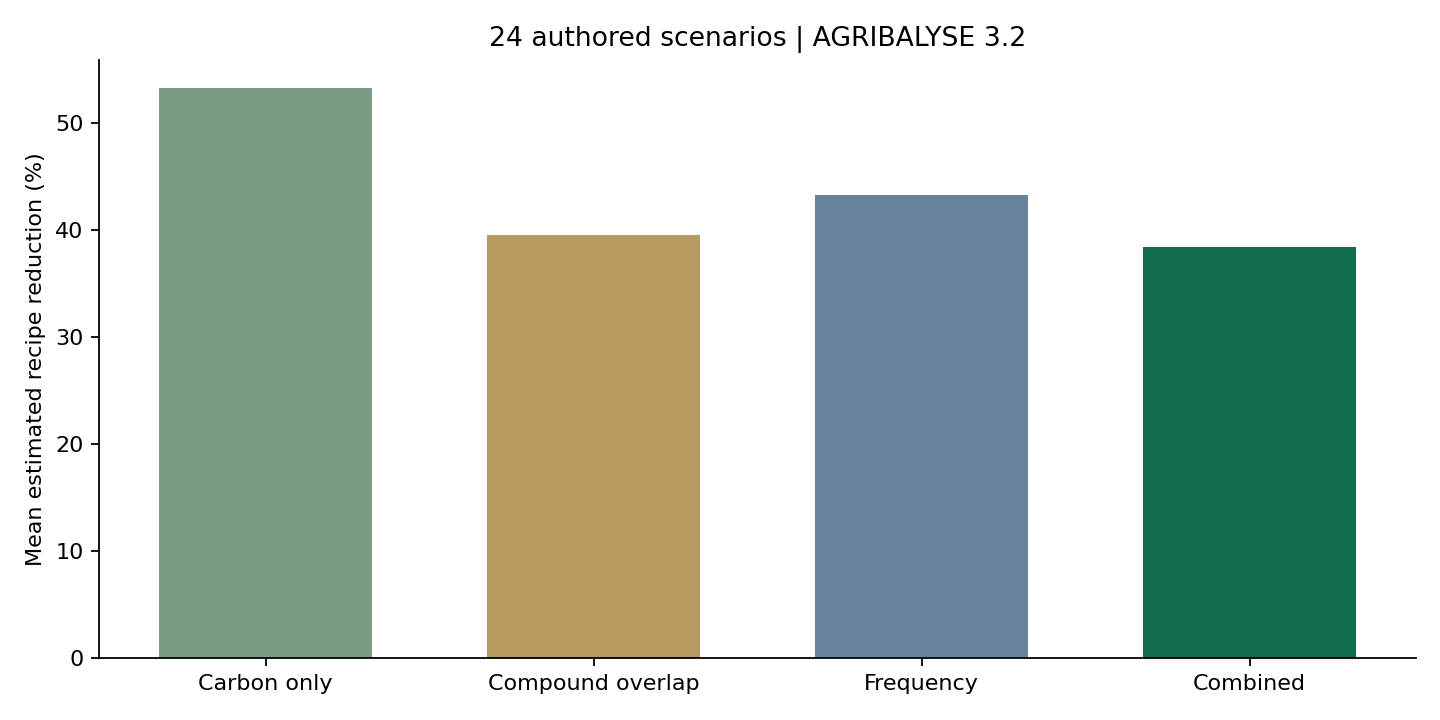 24 authored scenarios | AGRIBALYSE 3.2
Mean estimated recipe reduction (%)
50
40
30
20
10
0
Carbon only
Compound overlap
Frequency
Combined